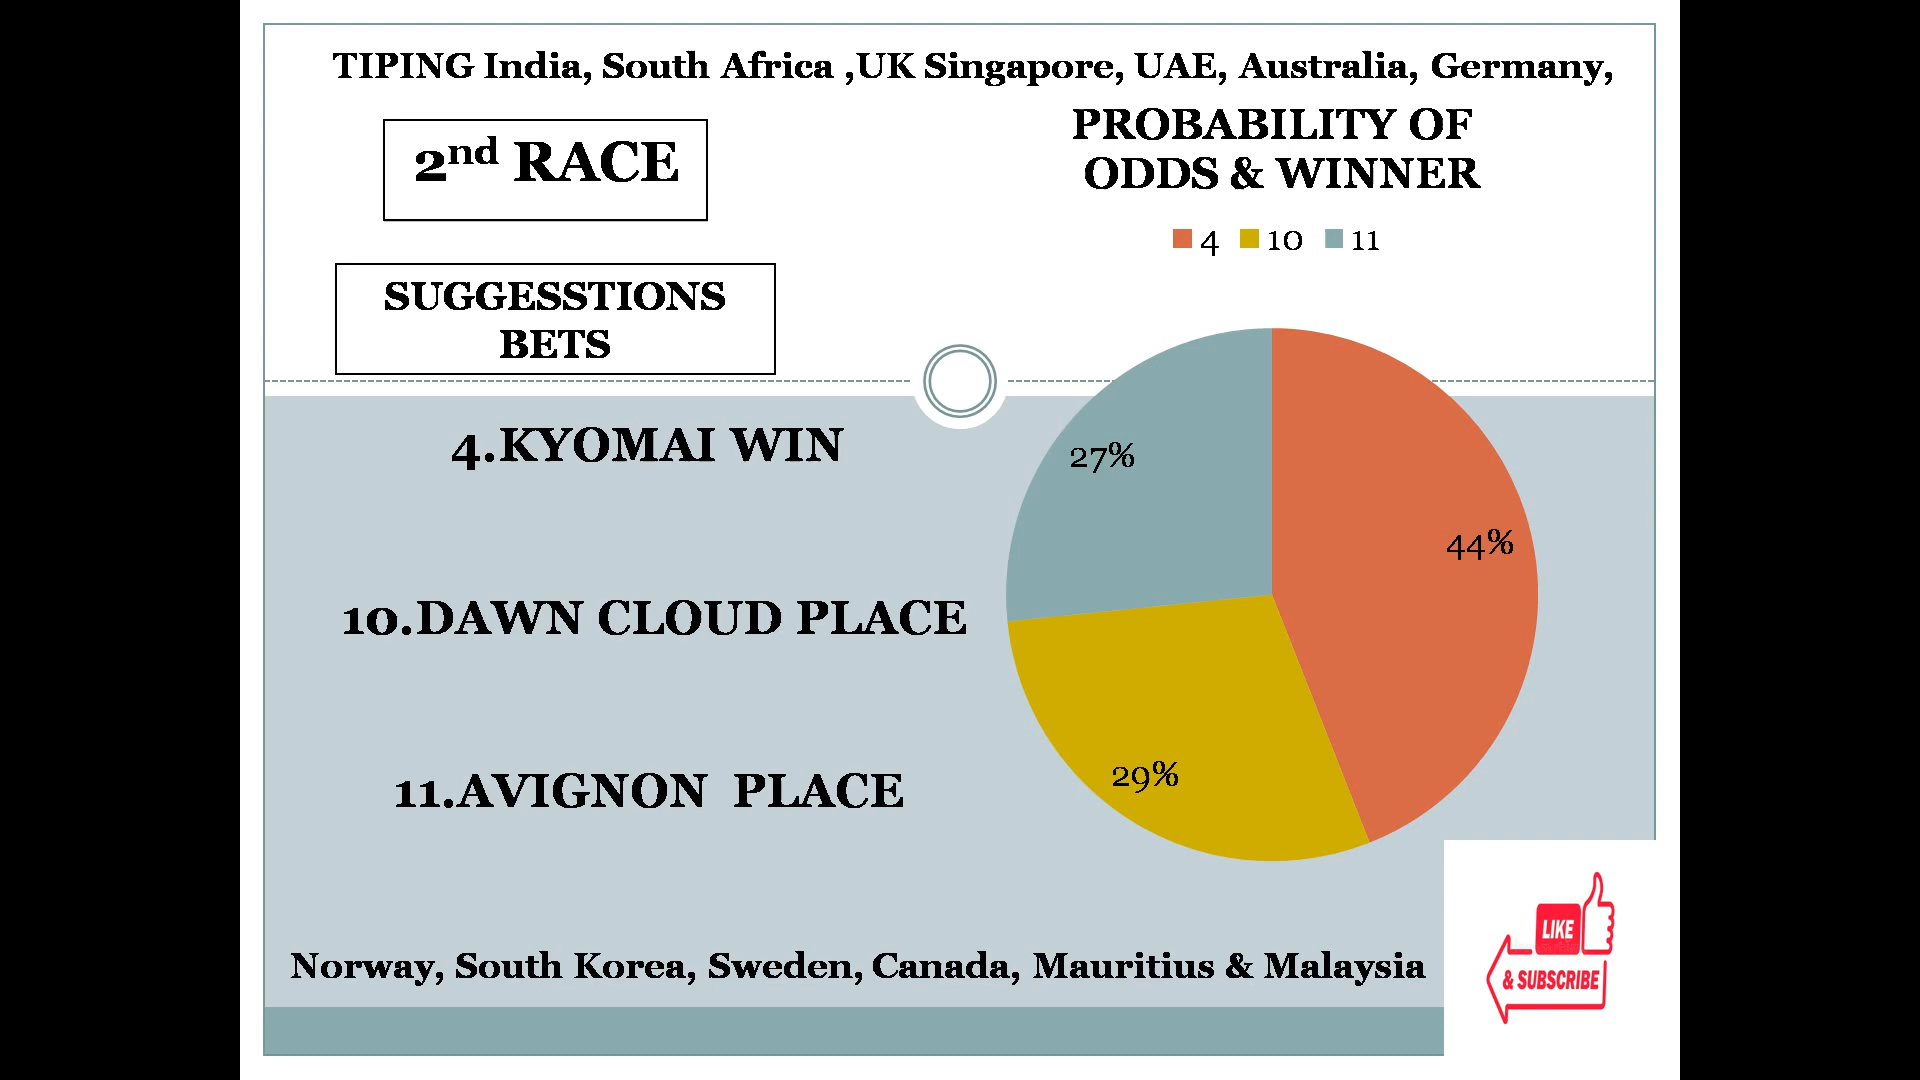 TIPING India, South Africa ,UK Singapore, UAE, Australia, Germany,
2nd RACE
PROBABILITY OF
ODDS & WINNER
4 10 11
SUGGESSTIONS
BETS
4.KYOMAI WIN
10.DAWN CLOUD PLACE
11.AVIGNON PLACE
27%
44%
29%
Norway, South Korea, Sweden, Canada, Mauritius & Malaysia
LIKE
& SUBSCRIBE